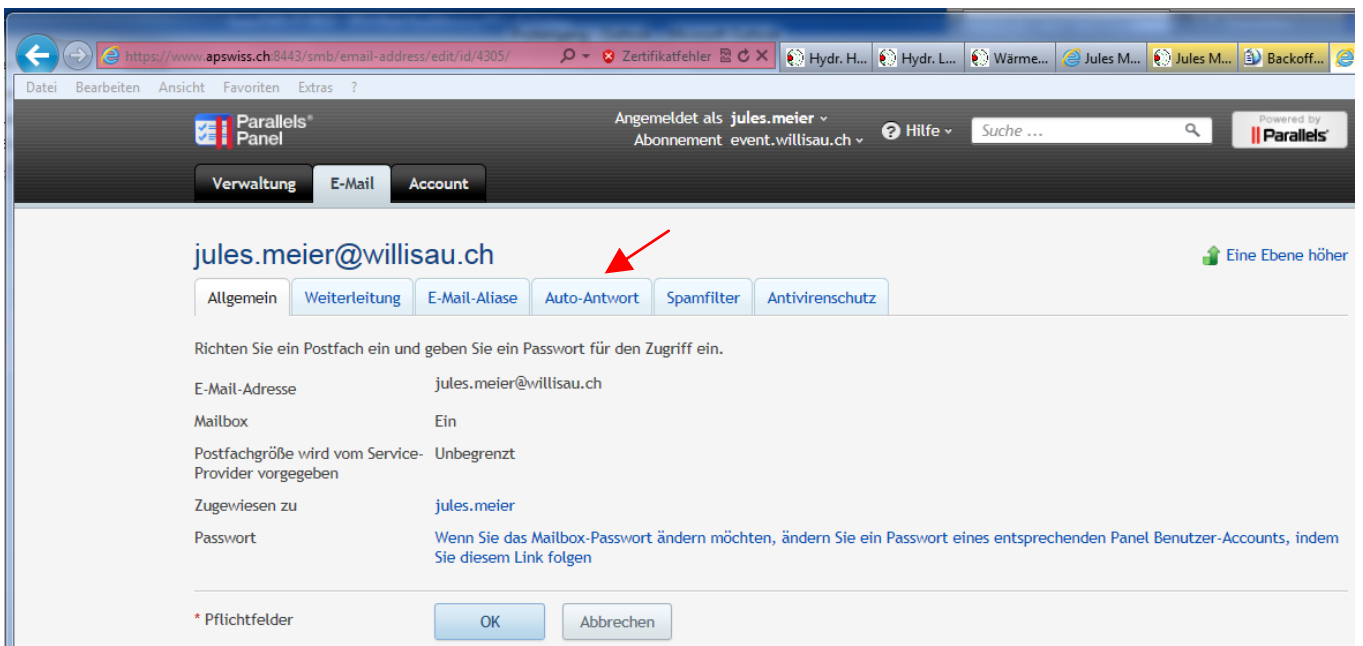 https://www.apswiss.ch:8443/smb/email-address/edit/id/4305/ Zertifikatfehler Hydr. H... Hydr. L... Wärme... Jules M... Jules M... Backoff...
Datei Bearbeiten Ansicht Favoriten Extras ?
Parallels® Panel
Angemeldet als jules.meier
Abonnement event.willisau.ch
Hilfe
Suche ...
Powered by
Parallels®
Verwaltung E-Mail Account
jules.meier@willisau.ch
Eine Ebene höher
Allgemein Weiterleitung E-Mail-Aliase Auto-Antwort Spamfilter Antivirenschutz
Richten Sie ein Postfach ein und geben Sie ein Passwort für den Zugriff ein.
E-Mail-Adresse jules.meier@willisau.ch
Mailbox Ein
Postfachgröße wird vom Service- Unbegrenzt
Provider vorgegeben
Zugewiesen zu jules.meier
Passwort Wenn Sie das Mailbox-Passwort ändern möchten, ändern Sie ein Passwort eines entsprechenden Panel Benutzer-Accounts, indem
Sie diesem Link folgen
* Pflichtfelder OK Abbrechen